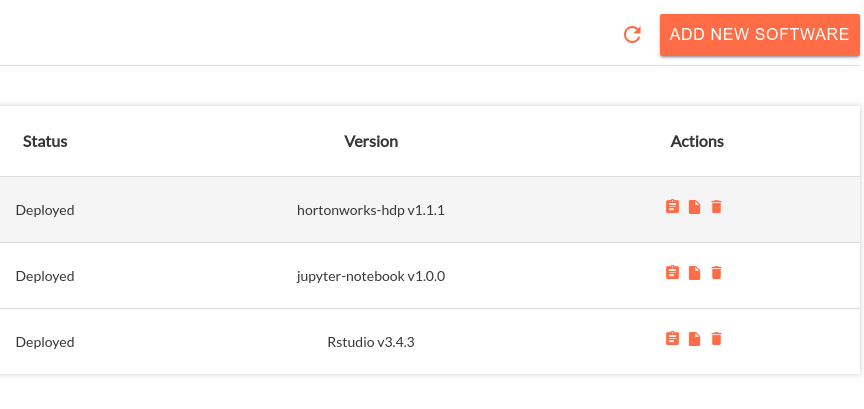 ADD NEW SOFTWARE
Status Version Actions
Deployed hortonworks-hdp v1.1.1
Deployed jupyter-notebook v1.0.0
Deployed Rstudio v3.4.3